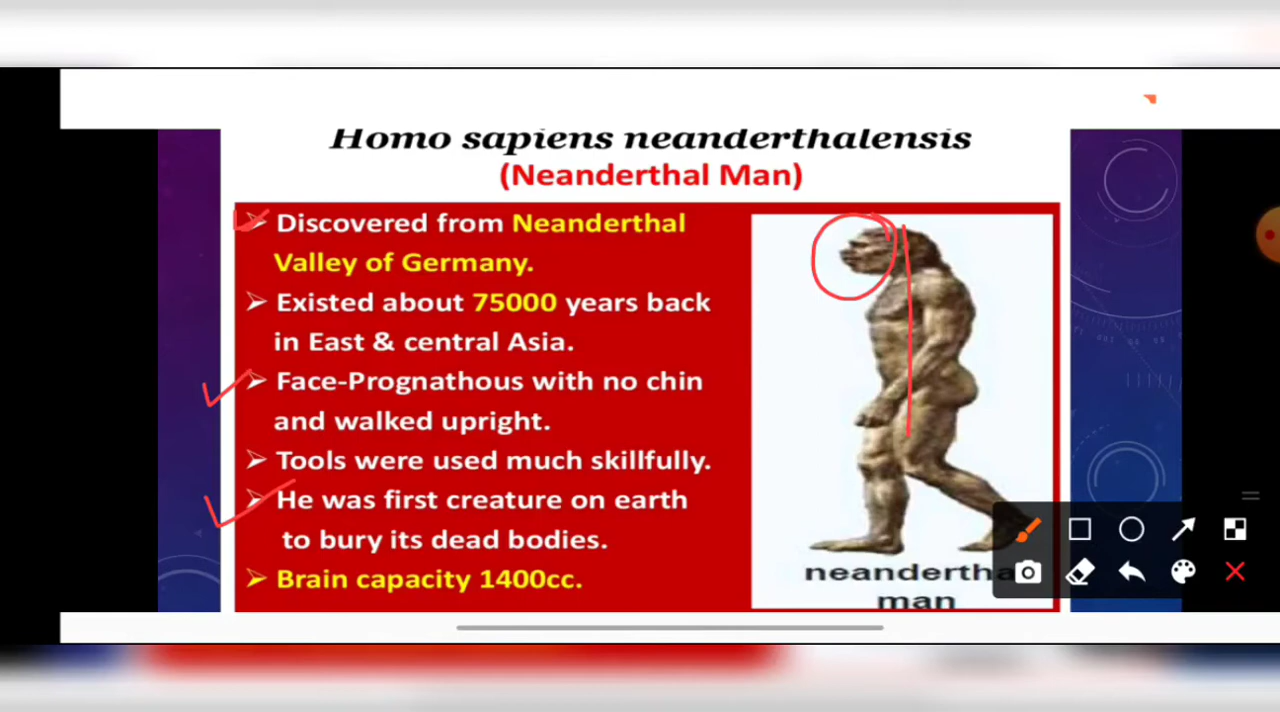 Homo sapiens neanderthalensis
(Neanderthal Man)
➢ Discovered from Neanderthal
Valley of Germany.
➢ Existed about 75000 years back
in East & central Asia.
➢ Face-Prognathous with no chin
and walked upright.
➢ Tools were used much skillfully.
➢ He was first creature on earth
to bury its dead bodies.
➢ Brain capacity 1400cc.
neandertha
man